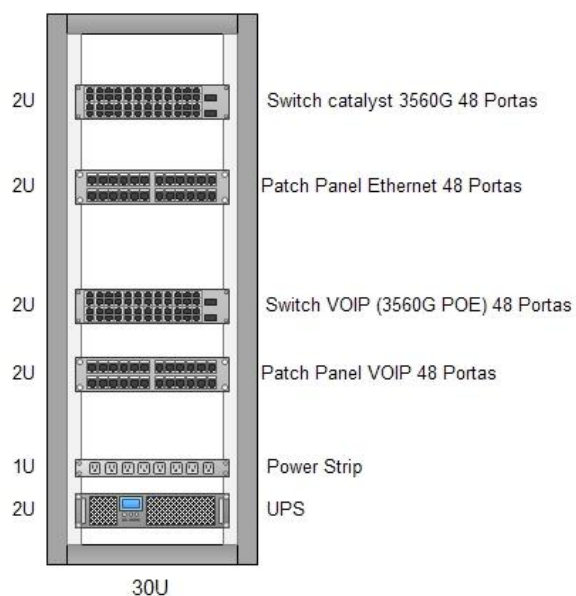 2U Switch catalyst 3560G 48 Portas
2U Patch Panel Ethernet 48 Portas
2U Switch VOIP (3560G POE) 48 Portas
2U Patch Panel VOIP 48 Portas
1U Power Strip
2U UPS
30U